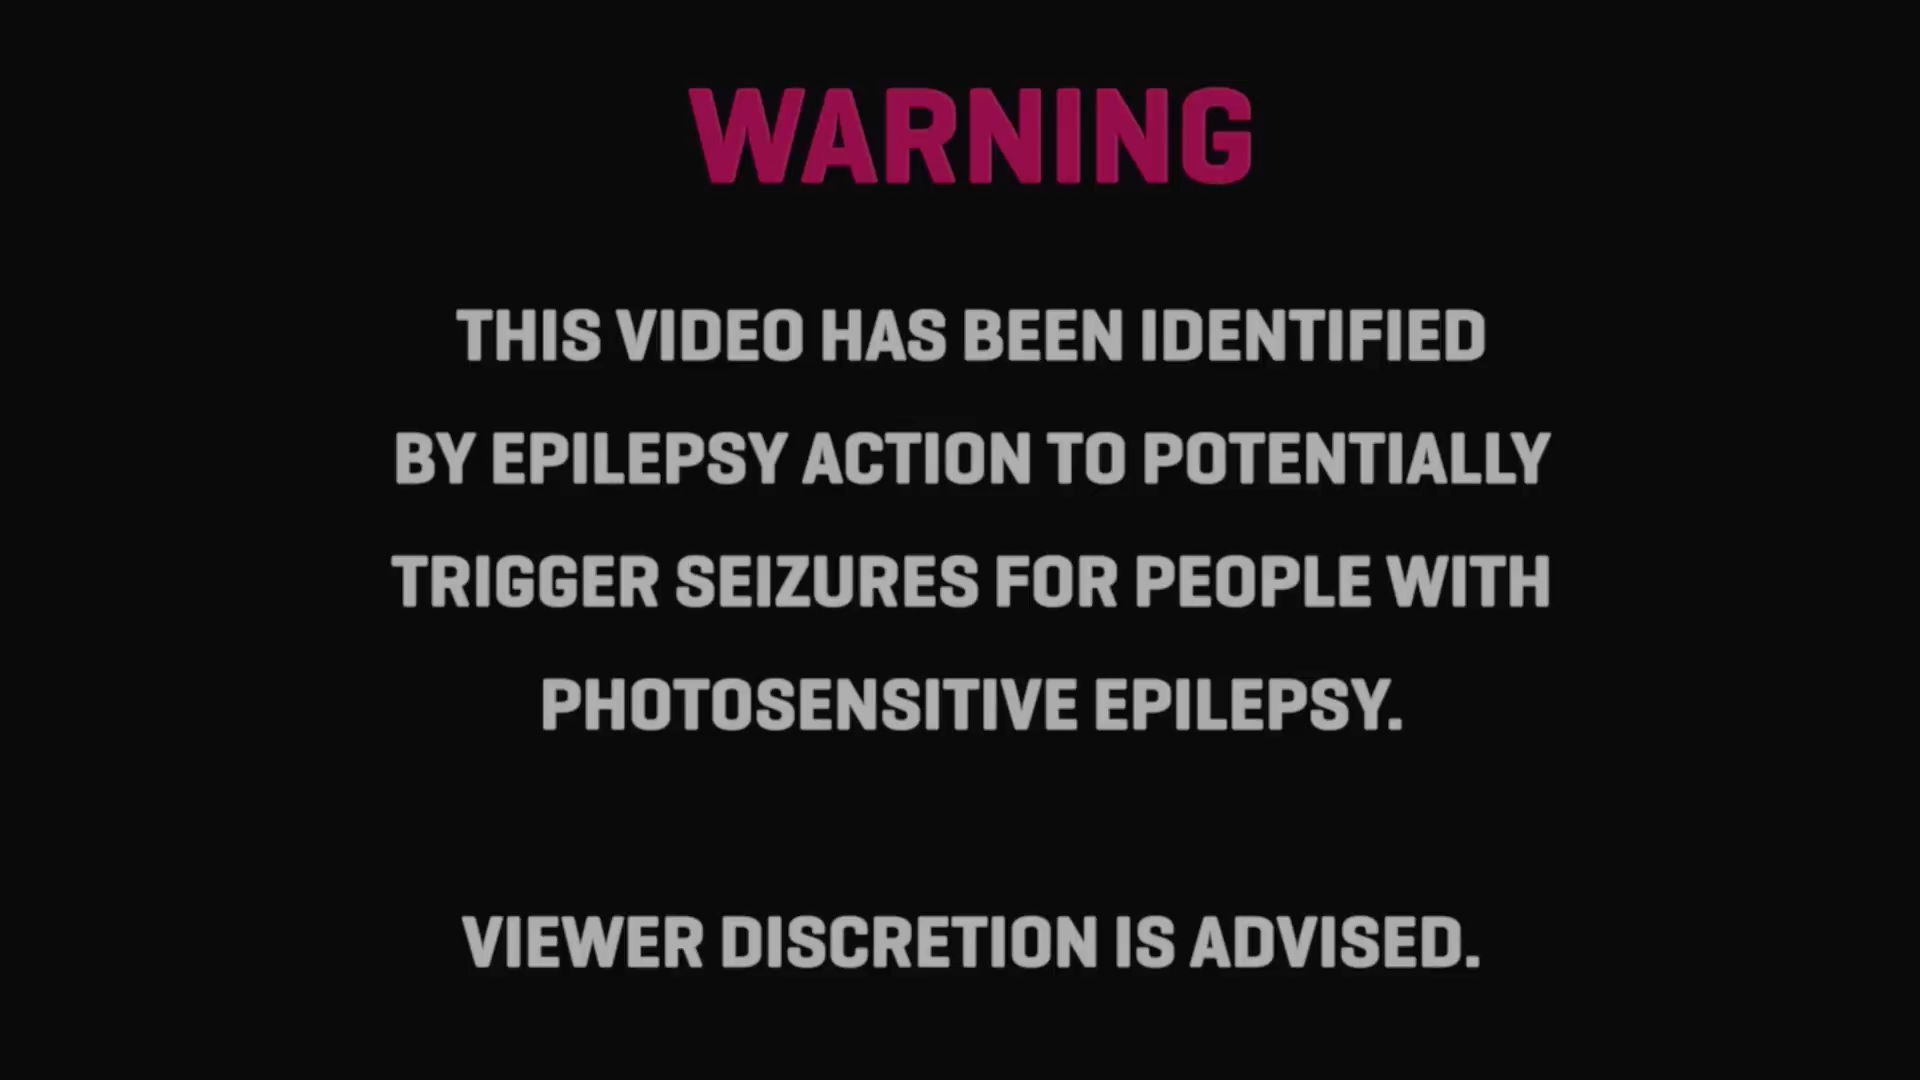 WARNING
THIS VIDEO HAS BEEN IDENTIFIED
BY EPILEPSY ACTION TO POTENTIALLY
TRIGGER SEIZURES FOR PEOPLE WITH
PHOTOSENSITIVE EPILEPSY.
VIEWER DISCRETION IS ADVISED.